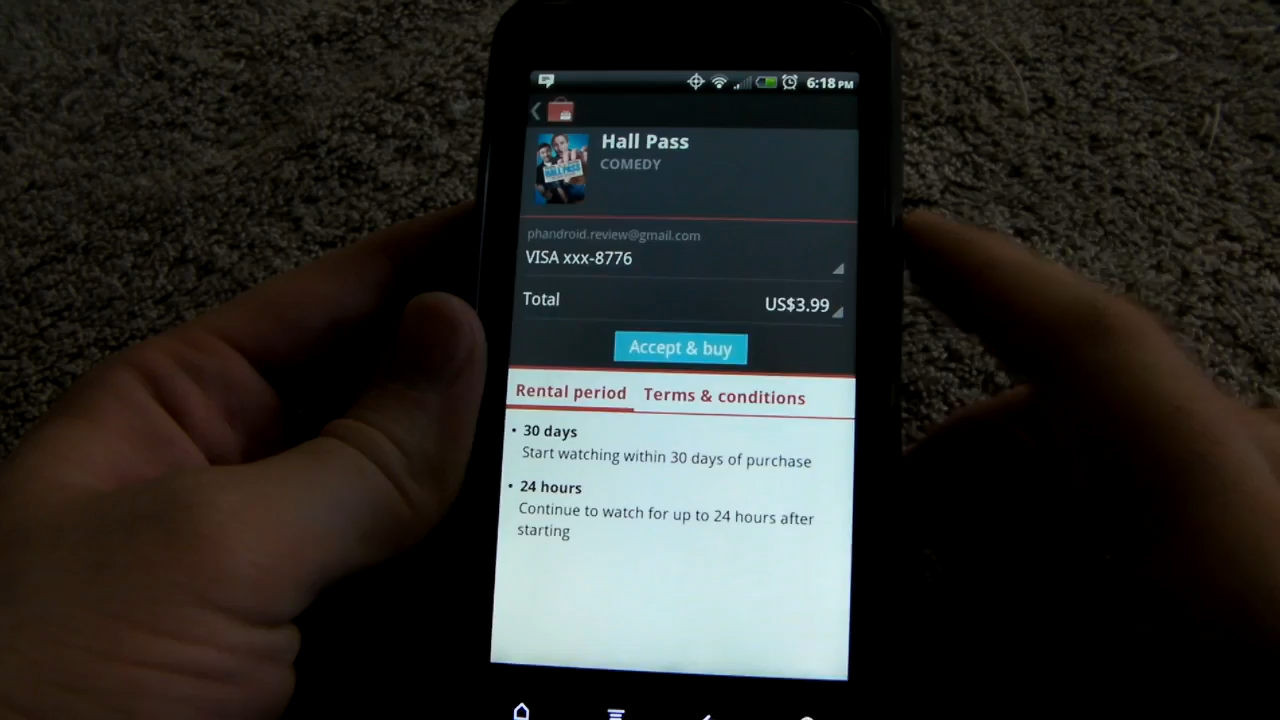 6:18 PM
Hall Pass
COMEDY
HALL PASS
phandroid.review@gmail.com
VISA xxx-8776
Total
US$3.99
Accept & buy
Rental period
Terms & conditions
• 30 days
Start watching within 30 days of purchase
• 24 hours
Continue to watch for up to 24 hours after
starting